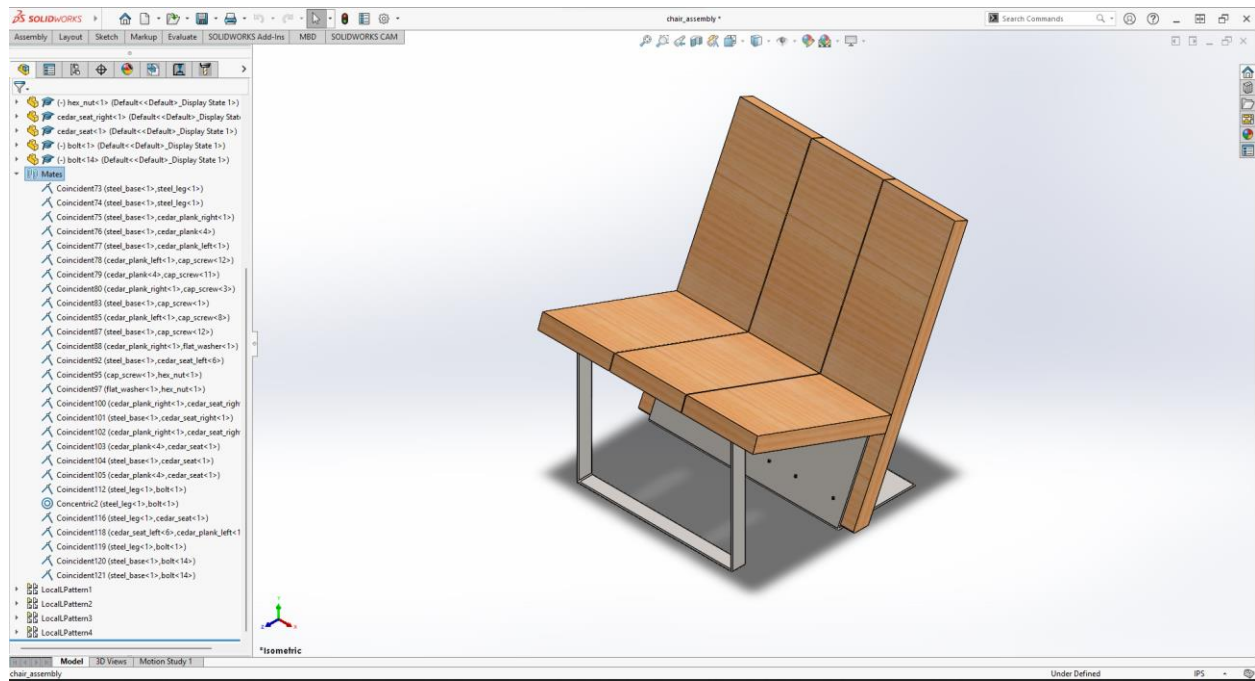 SOLIDWORKS
chair_assembly *
Search Commands
Assembly Layout Sketch Markup Evaluate SOLIDWORKS Add-Ins MBD SOLIDWORKS CAM
(-) hex_nut<1> (Default<<Default>_Display State 1>)
cedar_seat_right<1> (Default<<Default>_Display Stat
cedar_seat<1> (Default<<Default>_Display State 1>)
(-) bolt<1> (Default<<Default>_Display State 1>)
(-) bolt<14> (Default<<Default>_Display State 1>)
Mates
Coincident73 (steel_base<1>,steel_leg<1>)
Coincident74 (steel_base<1>,steel_leg<1>)
Coincident75 (steel_base<1>,cedar_plank_right<1>)
Coincident76 (steel_base<1>,cedar_plank<4>)
Coincident77 (steel_base<1>,cedar_plank_left<1>)
Coincident78 (cedar_plank_left<1>,cap_screw<12>)
Coincident79 (cedar_plank<4>,cap_screw<11>)
Coincident80 (cedar_plank_right<1>,cap_screw<3>)
Coincident83 (steel_base<1>,cap_screw<1>)
Coincident85 (cedar_plank_left<1>,cap_screw<8>)
Coincident87 (steel_base<1>,cap_screw<12>)
Coincident88 (cedar_plank_right<1>,flat_washer<1>)
Coincident92 (steel_base<1>,cedar_seat_left<6>)
Coincident95 (cap_screw<1>,hex_nut<1>)
Coincident97 (flat_washer<1>,hex_nut<1>)
Coincident100 (cedar_plank_right<1>,cedar_seat_righ
Coincident101 (steel_base<1>,cedar_seat_right<1>)
Coincident102 (cedar_plank_right<1>,cedar_seat_righ
Coincident103 (cedar_plank<4>,cedar_seat<1>)
Coincident104 (steel_base<1>,cedar_seat<1>)
Coincident105 (cedar_plank<4>,cedar_seat<1>)
Coincident112 (steel_leg<1>,bolt<1>)
Concentric2 (steel_leg<1>,bolt<1>)
Coincident116 (steel_leg<1>,cedar_seat<1>)
Coincident118 (cedar_seat_left<6>,cedar_plank_left<1
Coincident119 (steel_leg<1>,bolt<1>)
Coincident120 (steel_base<1>,bolt<14>)
Coincident121 (steel_base<1>,bolt<14>)
LocalLPattern1
LocalLPattern2
LocalLPattern3
LocalLPattern4
*Isometric
Model 3D Views Motion Study 1
chair_assembly
Under Defined
IPS